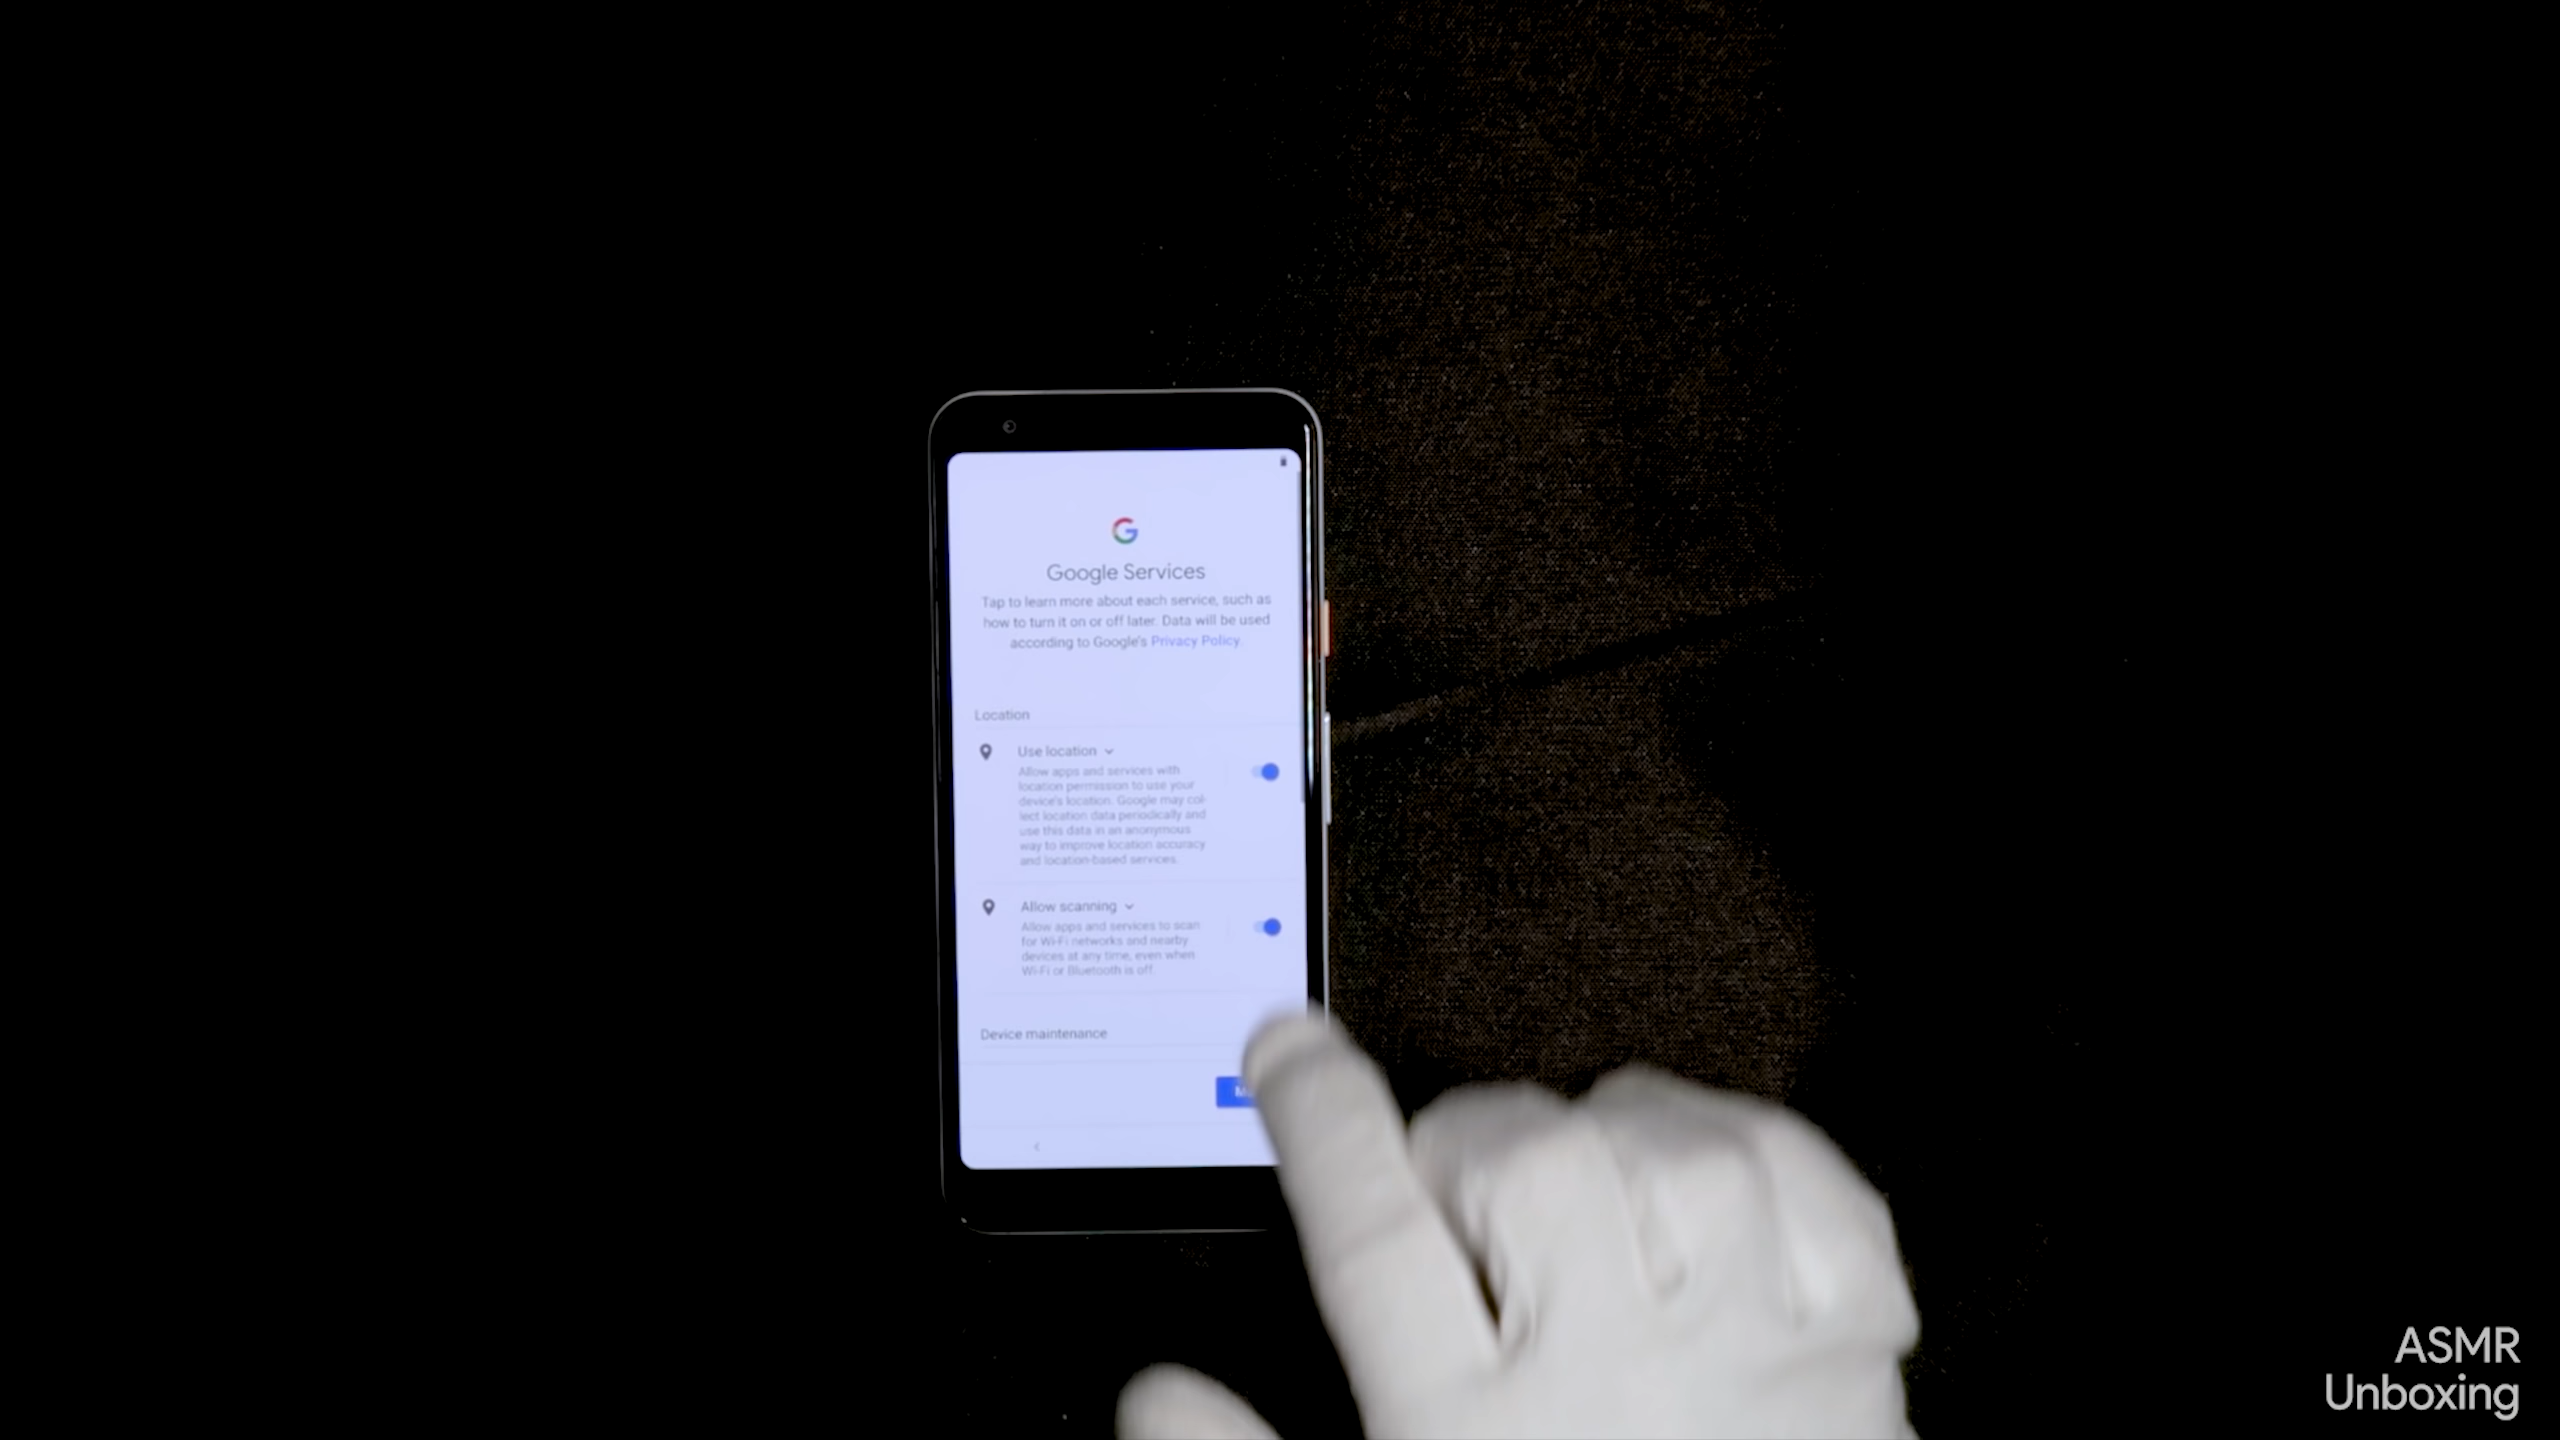 Google Services
Tap to learn more about each service, such as
how to turn it on or off later. Data will be used
according to Google's Privacy Policy.
Location
Use location
Allow apps and services with
location permission to use your
device's location. Google may col-
lect location data periodically and
use this data in an anonymous
way to improve location accuracy
and location-based services.
Allow scanning
Allow apps and services to scan
for Wi-Fi networks and nearby
devices at any time, even when
Wi-Fi or Bluetooth is off.
Device maintenance
ASMR
Unboxing